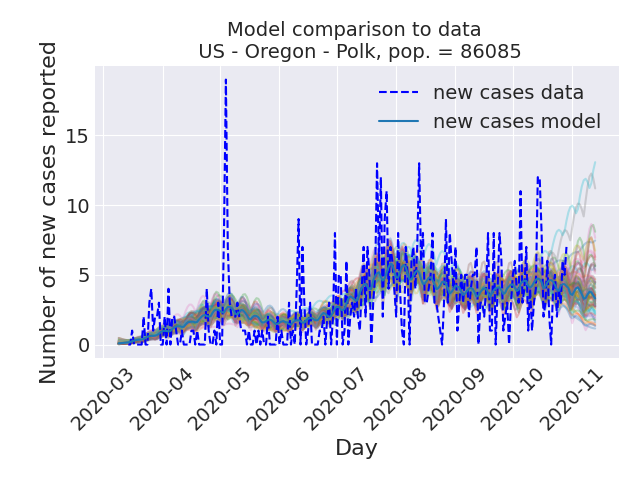 Model comparison to data
US - Oregon - Polk, pop. = 86085
new cases data
new cases model
Number of new cases reported
15
10
5
0
2020-03
2020-04
2020-05
2020-06
2020-07
2020-08
2020-09
2020-10
2020-11
Day